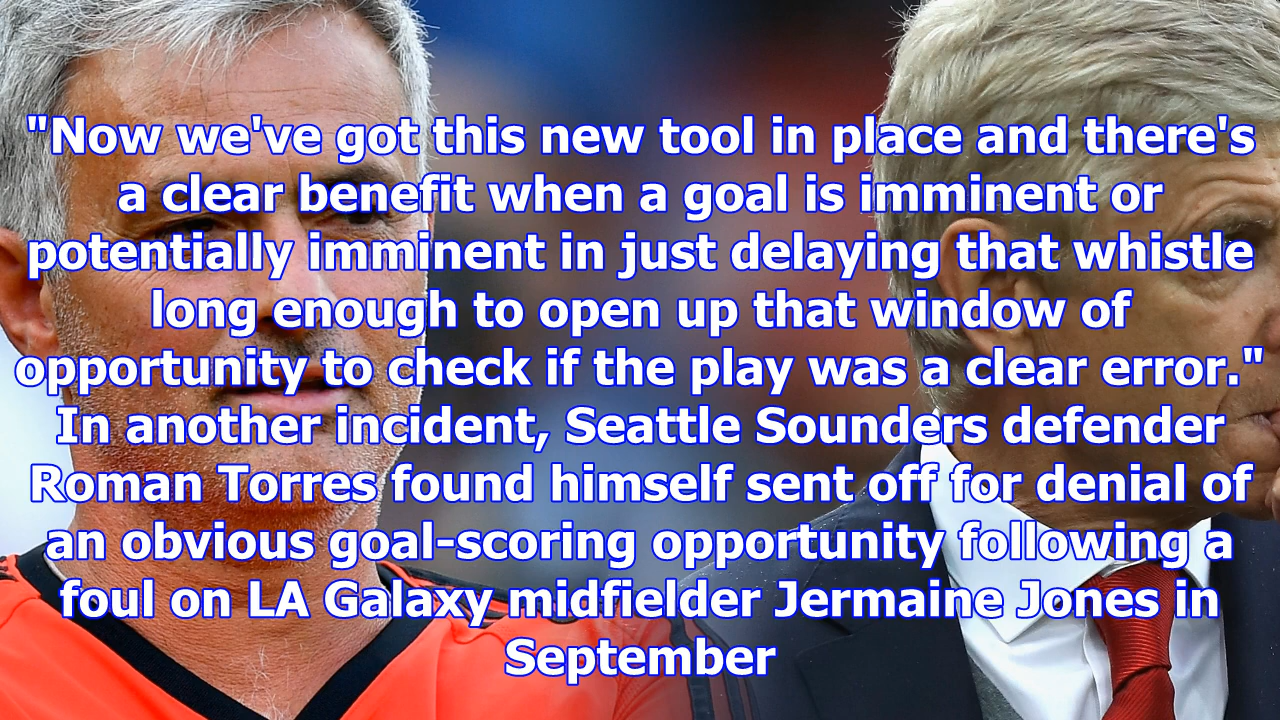 "Now we've got this new tool in place and there's
a clear benefit when a goal is imminent or
potentially imminent in just delaying that whistle
long enough to open up that window of
opportunity to check if the play was a clear error."
In another incident, Seattle Sounders defender
Roman Torres found himself sent off for denial of
an obvious goal-scoring opportunity following a
foul on LA Galaxy midfielder Jermaine Jones in
September